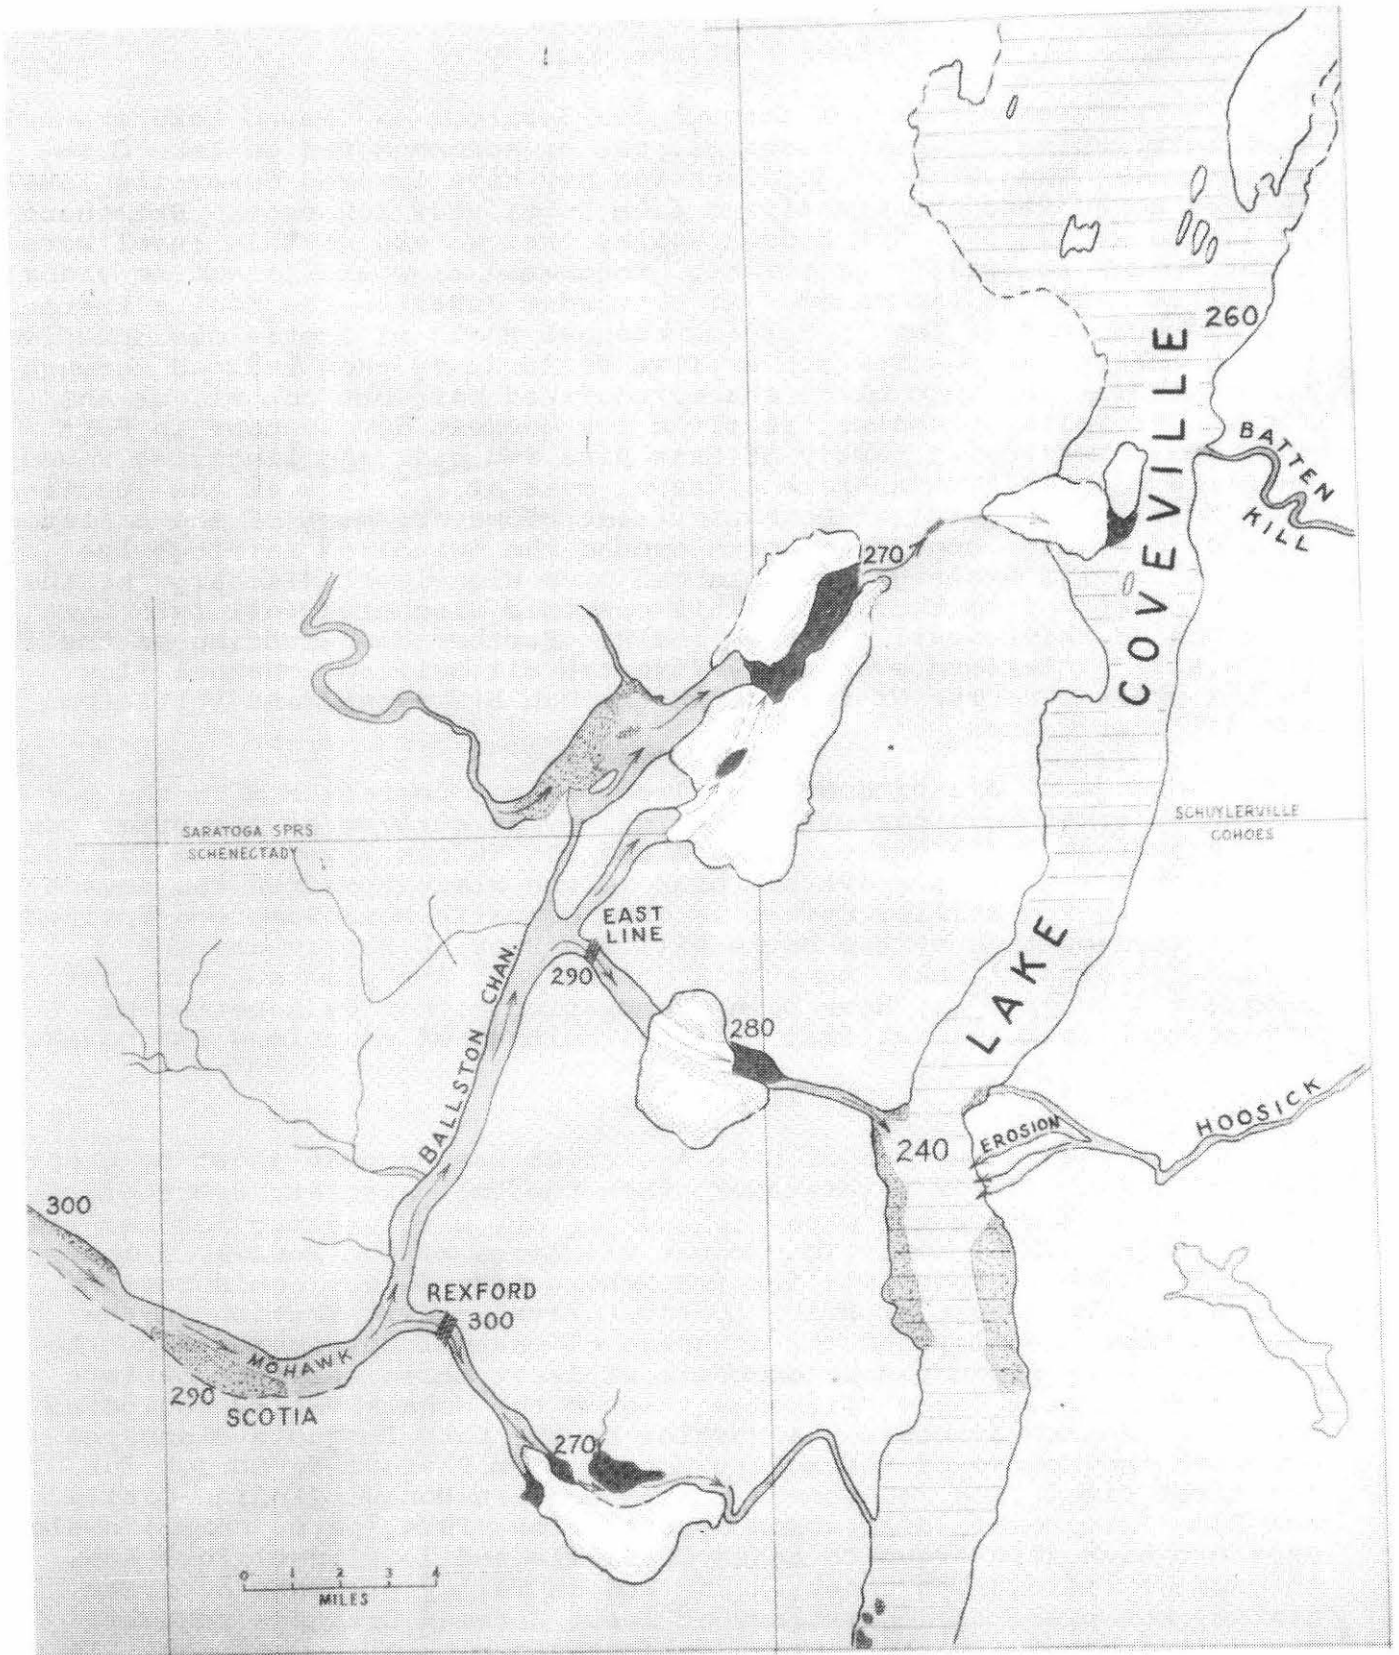 260
COVEVILLE
BATTEN
KILL
270
SARATOGA SPRS
SCHENECTADY
SCHUYLERVILLE
COHOES
EAST
LINE
290
BALLSTON CHAN.
LAKE
280
EROSION
HOOSICK
240
300
REXFORD
300
MOHAWK
290
SCOTIA
270
0 1 2 3 4
MILES